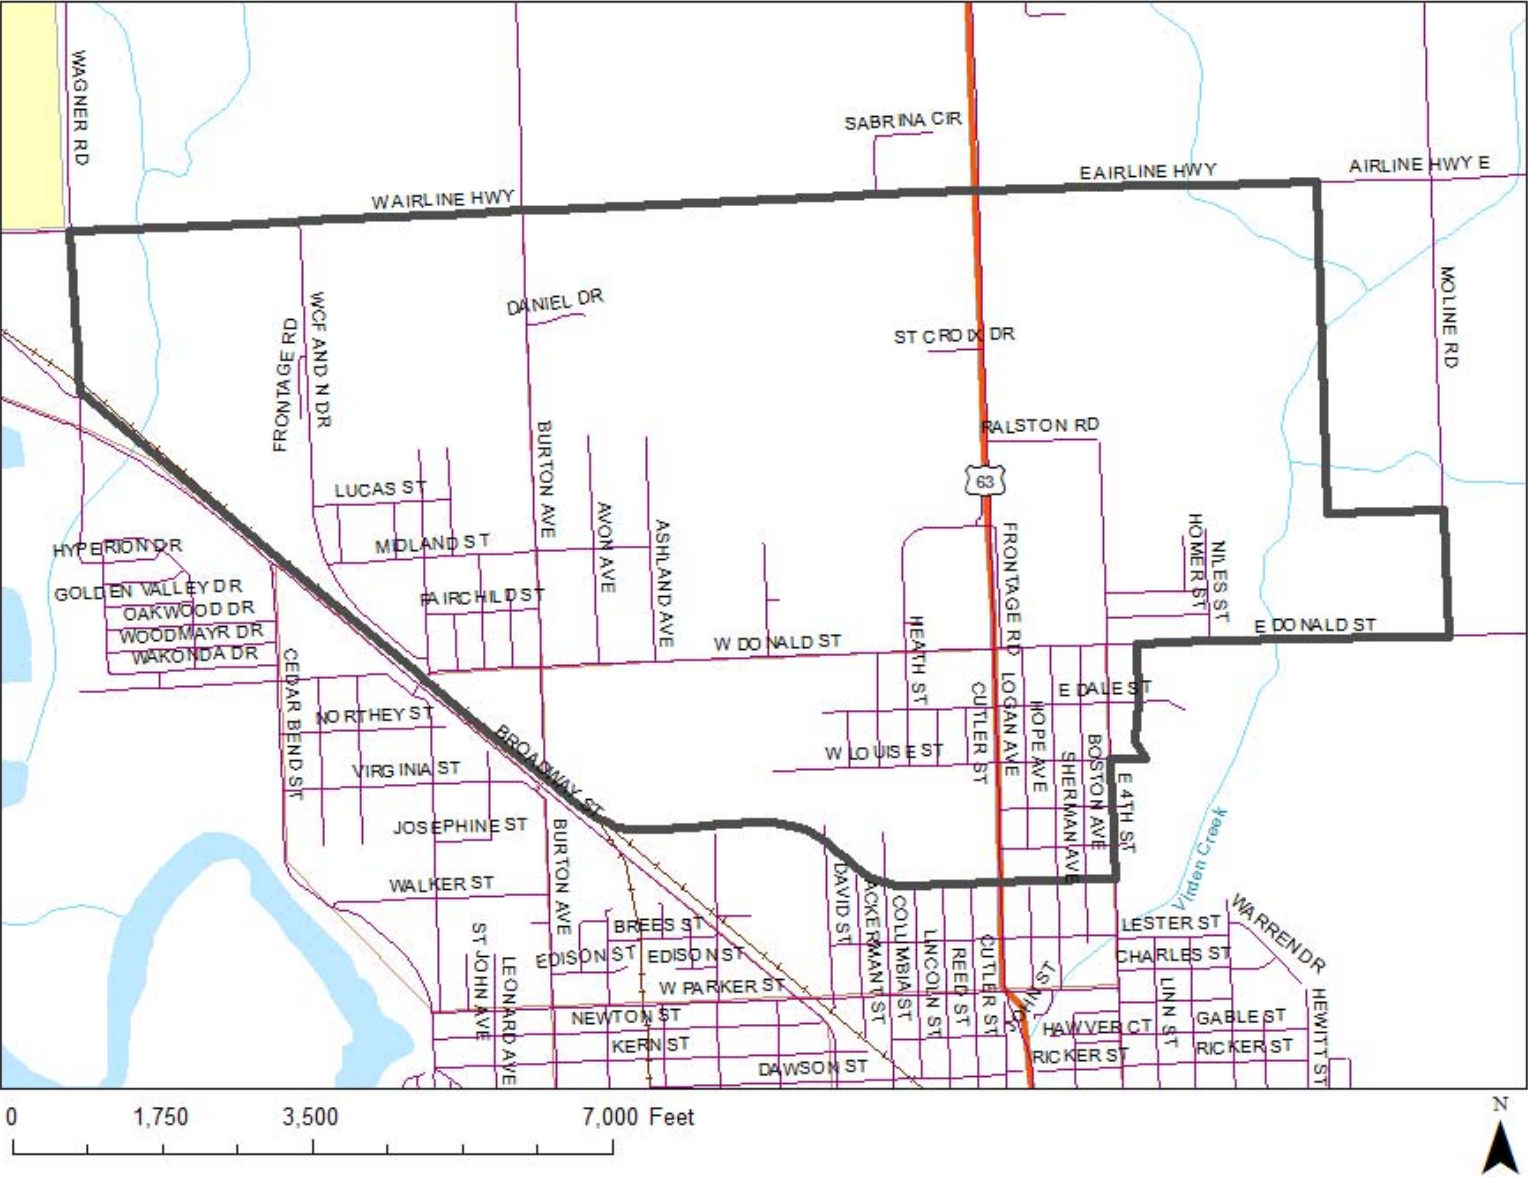 WAGNER RD
SABRINA CIR
W AIRLINE HWY
E AIRLINE HWY
AIRLINE HWY E
DANIEL DR
FRONTAGE RD
WCF AND N DR
ST CROIX DR
MOLINE RD
RALSTON RD
63
LUCAS ST
BURTON AVE
MIDLAND ST
AVON AVE
ASHLAND AVE
FAIRCHILD ST
FRONTAGE RD
HOMER ST
NILES ST
HYPERION DR
GOLDEN VALLEY DR
OAKWOOD DR
WOODMAYR DR
WAKONDA DR
W DONALD ST
E DONALD ST
HEATH ST
CEDAR BEND ST
NORTHEY ST
VIRGINIA ST
JOSEPHINE ST
BROADWAY ST
W LOUISE ST
CUTLER ST
LOGAN AVE
HOPE AVE
E DALE ST
SHERMAN AVE
BOSTON AVE
E 4TH ST
Virden Creek
WALKER ST
BURTON AVE
BREES ST
EDISON ST
EDISON ST
ST JOHN AVE
LEONARD AVE
W PARKER ST
NEWTON ST
KERN ST
DAWSON ST
DAVID ST
ACKERMANT ST
COLUMBIA ST
LINCOLN ST
REED ST
CUTLER ST
JOHN ST
LESTER ST
CHARLES ST
WARREN DR
LINN ST
GABLE ST
HAWVER CT
RICKER ST
RICKER ST
HEWITT ST
0 1,750 3,500 7,000 Feet
N